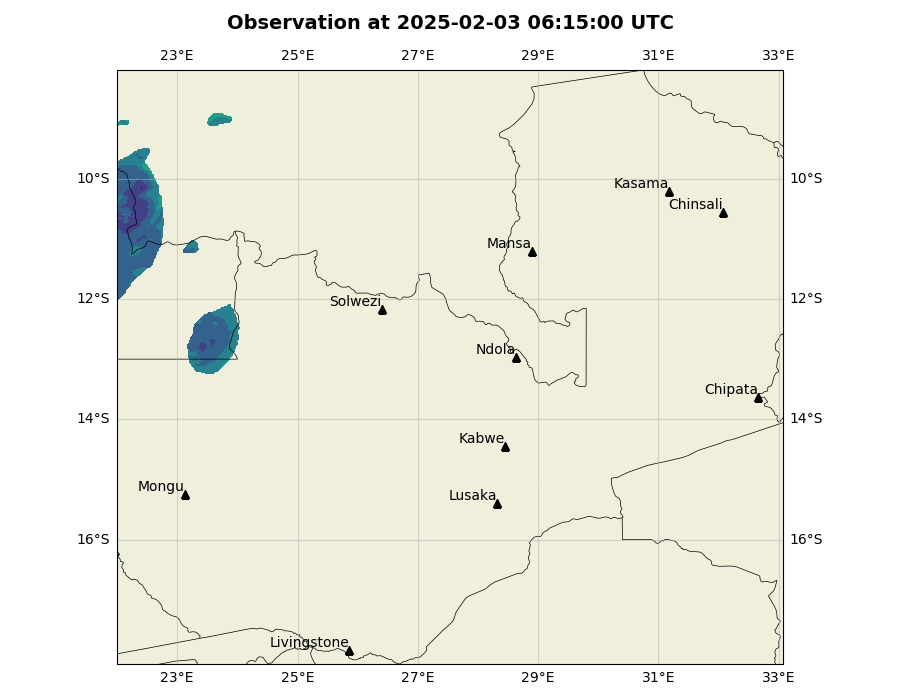 Observation at 2025-02-03 06:15:00 UTC
23°E 25°E 27°E 29°E 31°E 33°E
10°S 10°S
Kasama
Chinsali
Mansa
12°S 12°S
Solwezi
Ndola
Chipata
14°S 14°S
Kabwe
Mongu
Lusaka
16°S 16°S
Livingstone
23°E 25°E 27°E 29°E 31°E 33°E